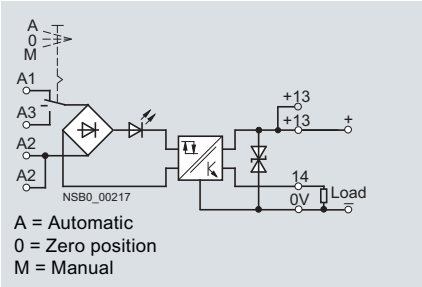 A
0
M
A1
A3
A2
A2
+13
+13
+
14
Load
0V
−
NSB0_00217
A = Automatic
0 = Zero position
M = Manual